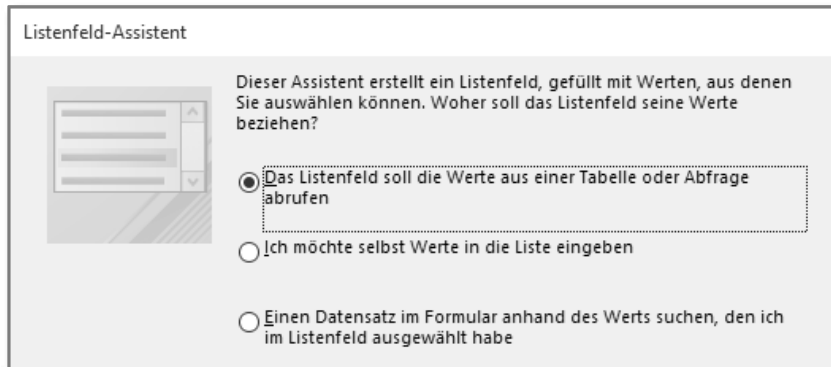 Listenfeld-Assistent
Dieser Assistent erstellt ein Listenfeld, gefüllt mit Werten, aus denen
Sie auswählen können. Woher soll das Listenfeld seine Werte
beziehen?
Das Listenfeld soll die Werte aus einer Tabelle oder Abfrage
abrufen
Ich möchte selbst Werte in die Liste eingeben
Einen Datensatz im Formular anhand des Werts suchen, den ich
im Listenfeld ausgewählt habe